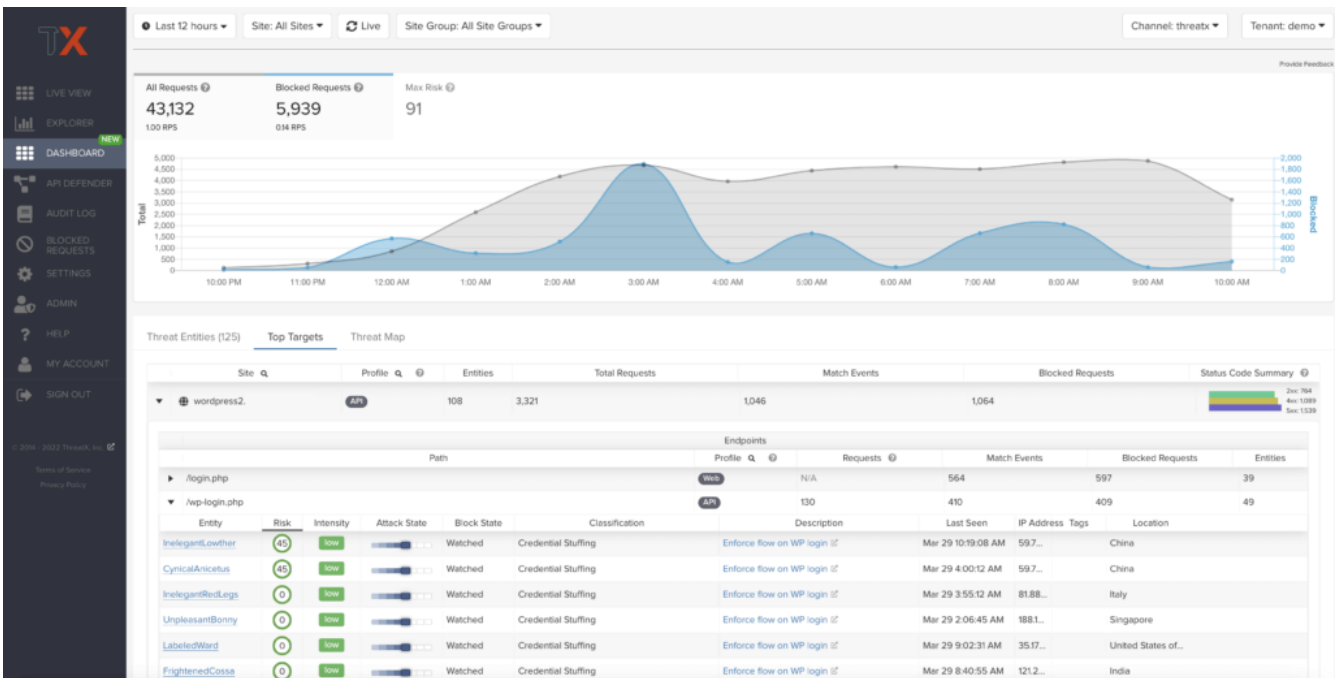 TX
Last 12 hours
Site: All Sites
Live
Site Group: All Site Groups
Channel: threatx
Tenant: demo
Provide Feedback
LIVE VIEW
EXPLORER
NEW
DASHBOARD
API DEFENDER
AUDIT LOG
BLOCKED
REQUESTS
SETTINGS
ADMIN
HELP
MY ACCOUNT
SIGN OUT
© 2014 - 2022 ThreatX Inc.
Terms of Service
Privacy Policy
All Requests Blocked Requests Max Risk
43,132 5,939 91
1.00 RPS 0.14 RPS
Total
5,000
4,500
4,000
3,500
3,000
2,500
2,000
1,500
1,000
500
0
2,000
1,800
1,600
1,400
1,200
1,000
800
600
400
200
0
Blocked
10:00 PM 11:00 PM 12:00 AM 1:00 AM 2:00 AM 3:00 AM 4:00 AM 5:00 AM 6:00 AM 7:00 AM 8:00 AM 9:00 AM 10:00 AM
Threat Entities (125) Top Targets Threat Map
Site Profile Entities Total Requests Match Events Blocked Requests Status Code Summary
wordpress2. API 108 3,321 1,046 1,064
2xx: 764
4xx: 1,089
5xx: 1,539
Endpoints
Path Profile Requests Match Events Blocked Requests Entities
/login.php Web N/A 564 597 39
/wp-login.php API 130 410 409 49
Entity Risk Intensity Attack State Block State Classification Description Last Seen IP Address Tags Location
InelegantLowther 45 low Watched Credential Stuffing Enforce flow on WP login Mar 29 10:19:08 AM 59.7... China
CynicalAnicetus 45 low Watched Credential Stuffing Enforce flow on WP login Mar 29 4:00:12 AM 59.7... China
InelegantRedLegs 0 low Watched Credential Stuffing Enforce flow on WP login Mar 29 3:55:12 AM 81.88... Italy
UnpleasantBonny 0 low Watched Credential Stuffing Enforce flow on WP login Mar 29 2:06:45 AM 188.1... Singapore
LabeledWard 0 low Watched Credential Stuffing Enforce flow on WP login Mar 29 9:02:31 AM 35.17... United States of...
FrightenedCossa 0 low Watched Credential Stuffing Enforce flow on WP login Mar 29 8:40:55 AM 121.2... India